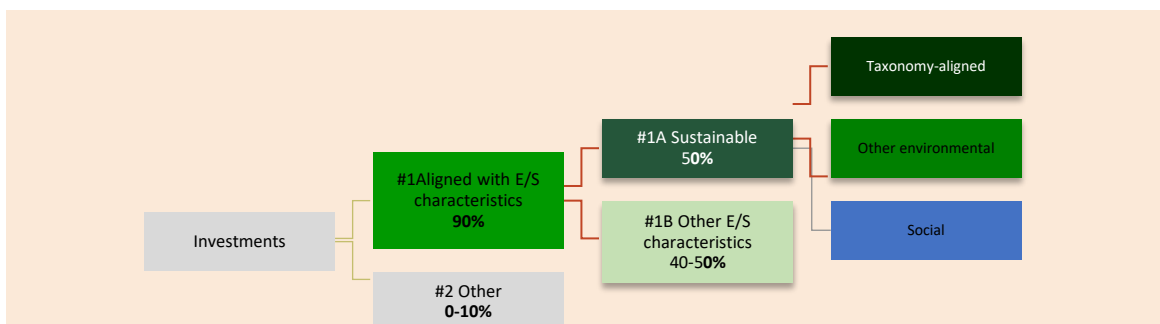 Investments
#1Aligned with E/S
characteristics
90%
#2 Other
0-10%
#1A Sustainable
50%
#1B Other E/S
characteristics
40-50%
Taxonomy-aligned
Other environmental
Social